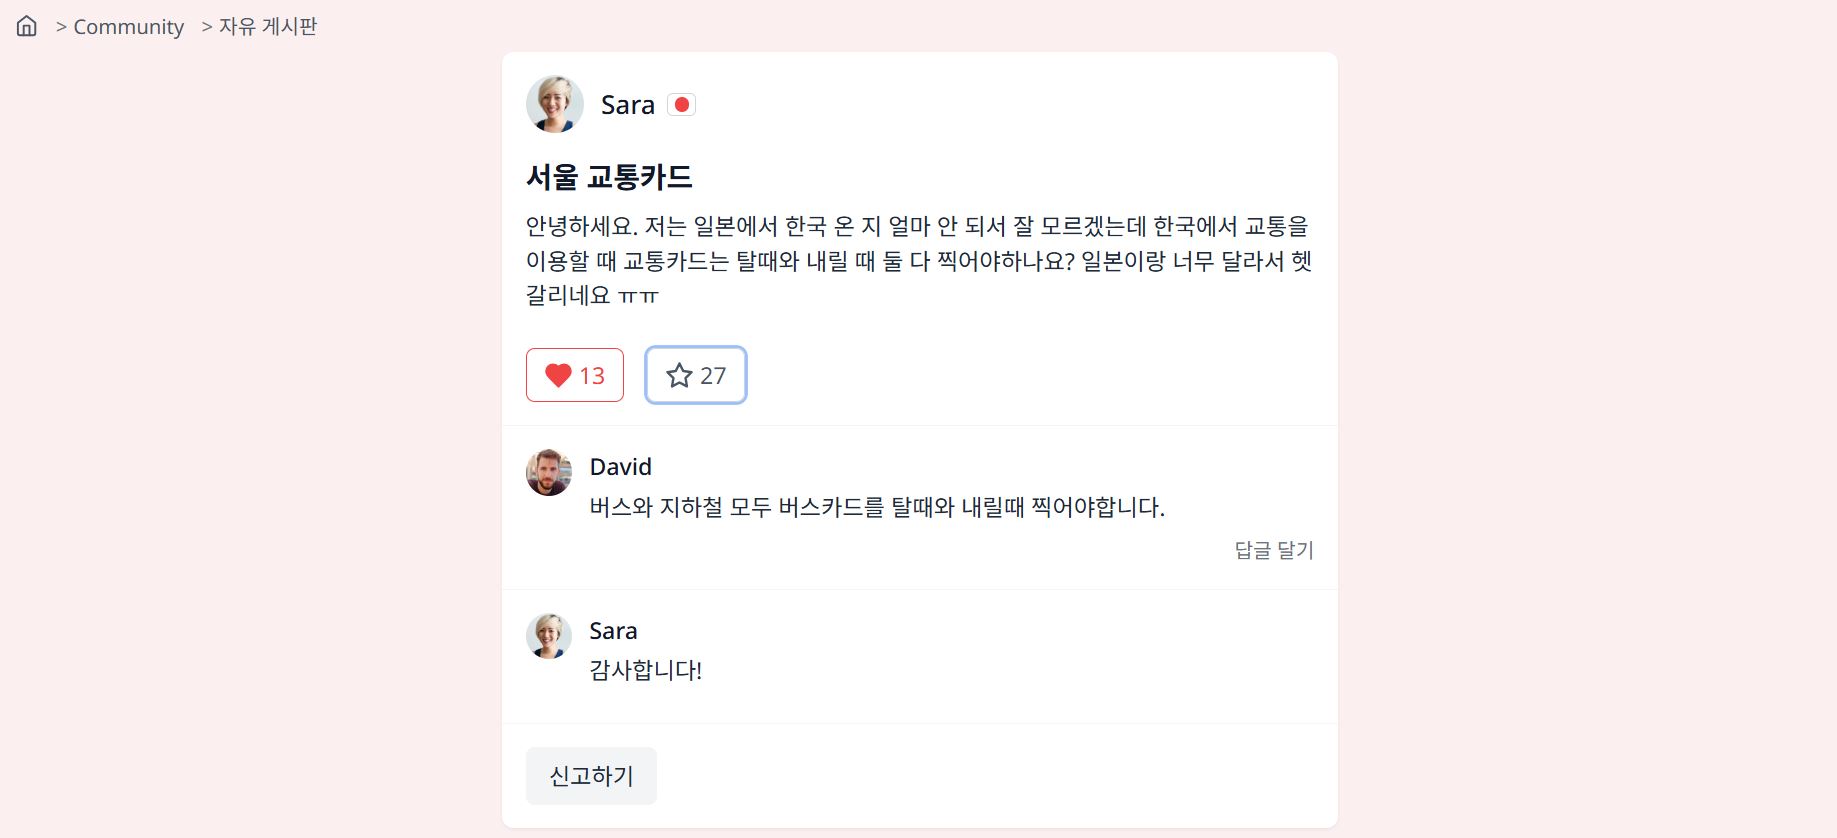 > Community > 자유 게시판
Sara
서울 교통카드
안녕하세요. 저는 일본에서 한국 온 지 얼마 안 되서 잘 모르겠는데 한국에서 교통을
이용할 때 교통카드는 탈때와 내릴 때 둘 다 찍어야하나요? 일본이랑 너무 달라서 헷
갈리네요 ㅠㅠ
13 27
David
버스와 지하철 모두 버스카드를 탈때와 내릴때 찍어야합니다.
답글 달기
Sara
감사합니다!
신고하기